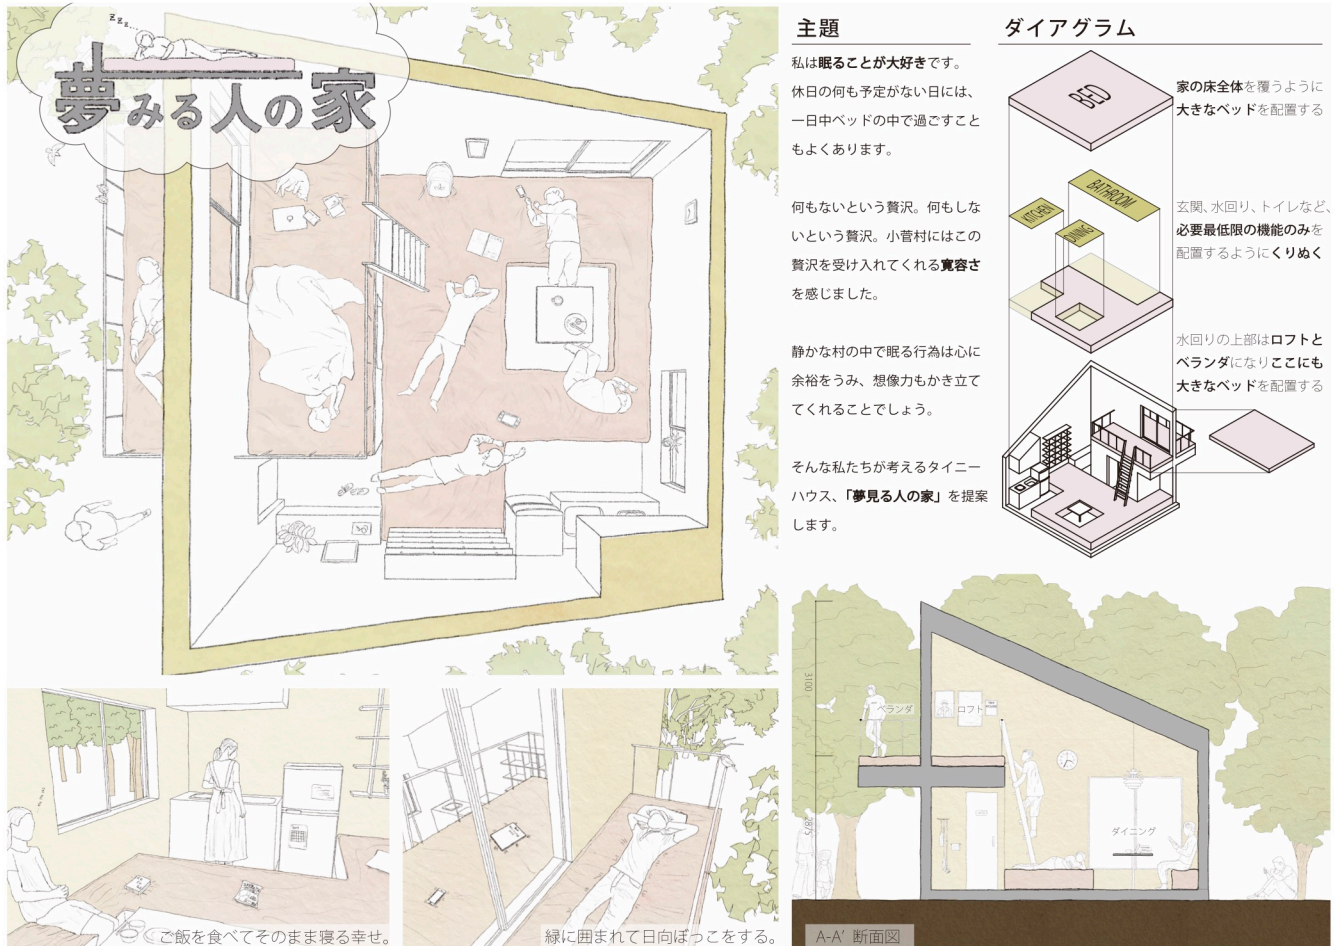 zzz...
夢みる人の家
主題
私は眠ることが大好きです。
休日の何も予定がない日には、
一日中ベッドの中で過ごすこと
もよくあります。
何もないという贅沢。何もしな
いという贅沢。小菅村にはこの
贅沢を受け入れてくれる寛容さ
を感じました。
静かな村の中で眠る行為は心に
余裕をうみ、想像力もかき立て
てくれることでしょう。
そんな私たちが考えるタイニー
ハウス、「夢見る人の家」を提案
します。
ダイアグラム
BED
家の床全体を覆うように
大きなベッドを配置する
BATHROOM
KITCHEN
DINING
玄関、水回り、トイレなど、
必要最低限の機能のみを
配置するようにくりぬく
水回りの上部はロフトと
ベランダになりここにも
大きなベッドを配置する
ご飯を食べてそのまま寝る幸せ。
緑に囲まれて日向ぼっこをする。
3100
2875
ベランダ
ロフト
ダイニング
A-A' 断面図